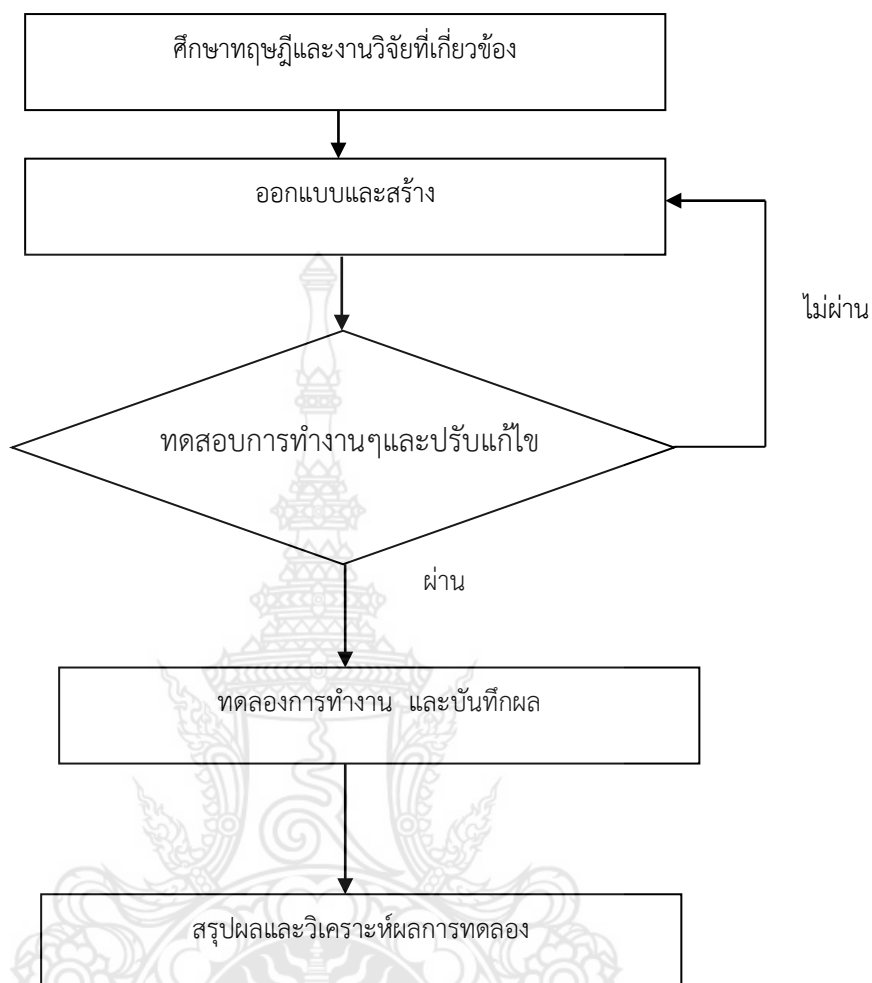 ศึกษาทฤษฎีและงานวิจัยที่เกี่ยวข้อง
ออกแบบและสร้าง
ไม่ผ่าน
ทดสอบการทำงานๆและปรับแก้ไข
ผ่าน
ทดลองการทำงาน และบันทึกผล
สรุปผลและวิเคราะห์ผลการทดลอง